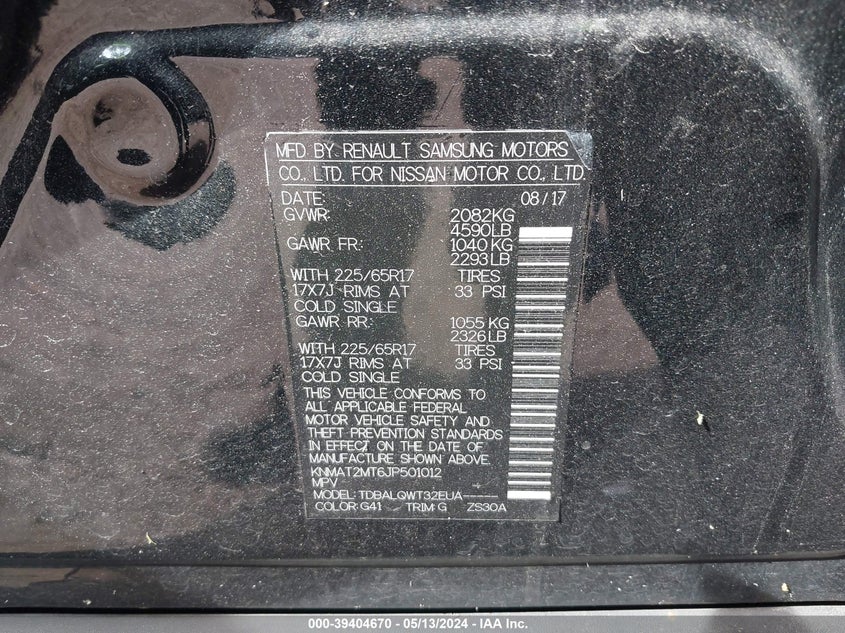 MFD BY RENAULT SAMSUNG MOTORS
CO., LTD. FOR NISSAN MOTOR CO., LTD.
DATE: 08/17
GVWR: 2082KG
4590LB
GAWR FR: 1040KG
2293LB
WITH 225/65R17 TIRES
17X7J RIMS AT 33 PSI
COLD SINGLE
GAWR RR: 1055KG
2326LB
WITH 225/65R17 TIRES
17X7J RIMS AT 33 PSI
COLD SINGLE
THIS VEHICLE CONFORMS TO
ALL APPLICABLE FEDERAL
MOTOR VEHICLE SAFETY AND
THEFT PREVENTION STANDARDS
IN EFFECT ON THE DATE OF
MANUFACTURE SHOWN ABOVE.
KNMAT2MT6JP501012
MPV
MODEL: TDBALQWT32EUA-----
COLOR: G41 TRIM: G ZS30A
000-39404670 - 05/13/2024 - IAA Inc.